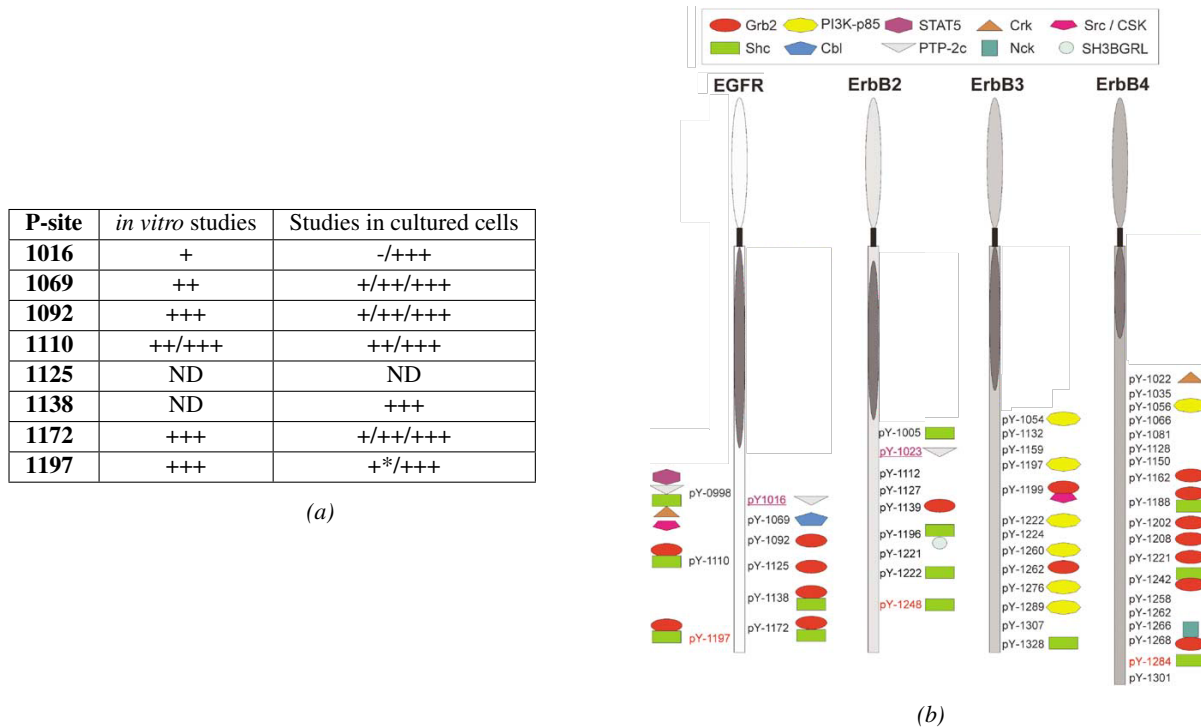 P-site in vitro studies Studies in cultured cells
1016 + -/+++
1069 ++ +/++/+++
1092 +++ +/++/+++
1110 ++/+++ ++/+++
1125 ND ND
1138 ND +++
1172 +++ +/++/+++
1197 +++ +*/+++
(a)
Grb2 PI3K-p85 STAT5 Crk Src / CSK
Shc Cbl PTP-2c Nck SH3BGRL
EGFR
pY-0998
pY-1110
pY-1197
pY1016
pY-1069
pY-1092
pY-1125
pY-1138
pY-1172
ErbB2
pY-1005
pY-1023
pY-1112
pY-1127
pY-1139
pY-1196
pY-1221
pY-1222
pY-1248
ErbB3
pY-1054
pY-1132
pY-1159
pY-1197
pY-1199
pY-1222
pY-1224
pY-1260
pY-1262
pY-1276
pY-1289
pY-1307
pY-1328
ErbB4
pY-1022
pY-1035
pY-1056
pY-1066
pY-1081
pY-1128
pY-1150
pY-1162
pY-1188
pY-1202
pY-1208
pY-1221
pY-1242
pY-1258
pY-1262
pY-1266
pY-1268
pY-1284
pY-1301
(b)